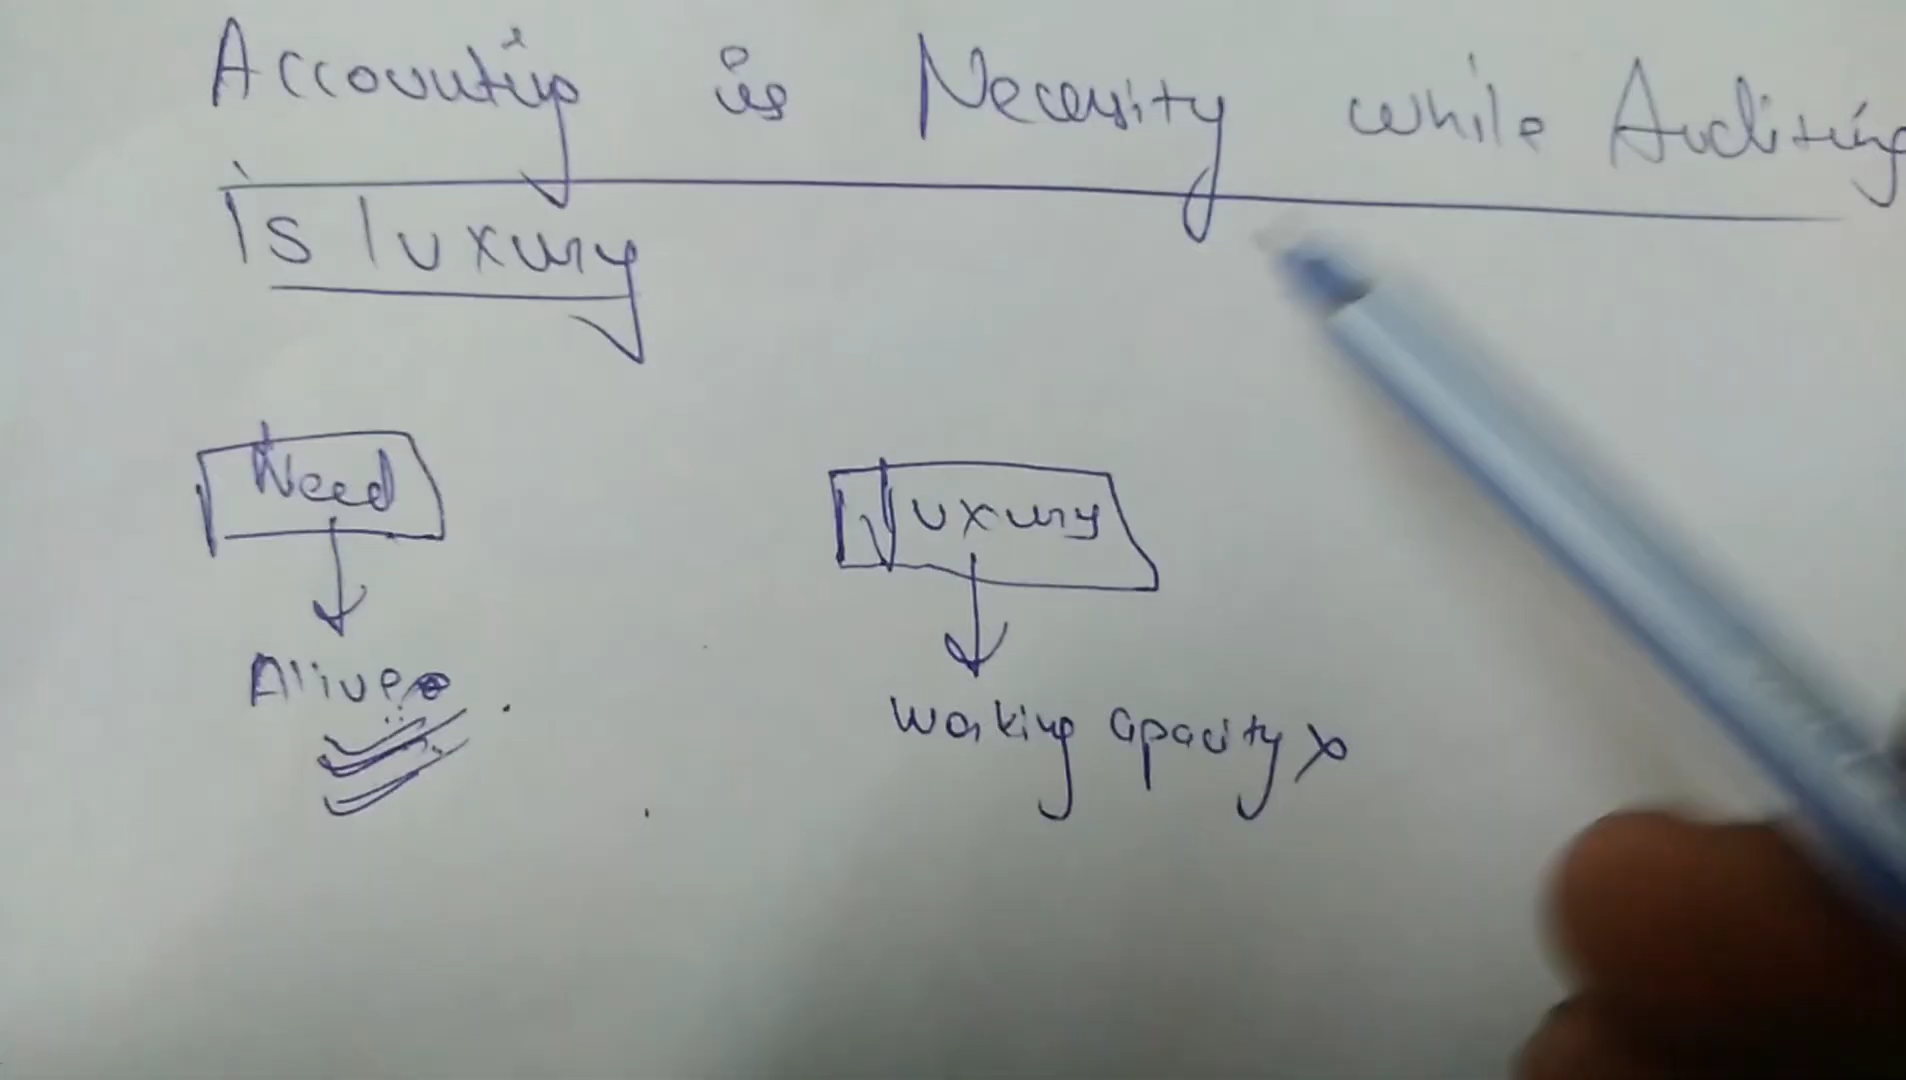 Accounting is Necessity while Auditing
is luxury
Need
Luxury
Alive
Working Capacity